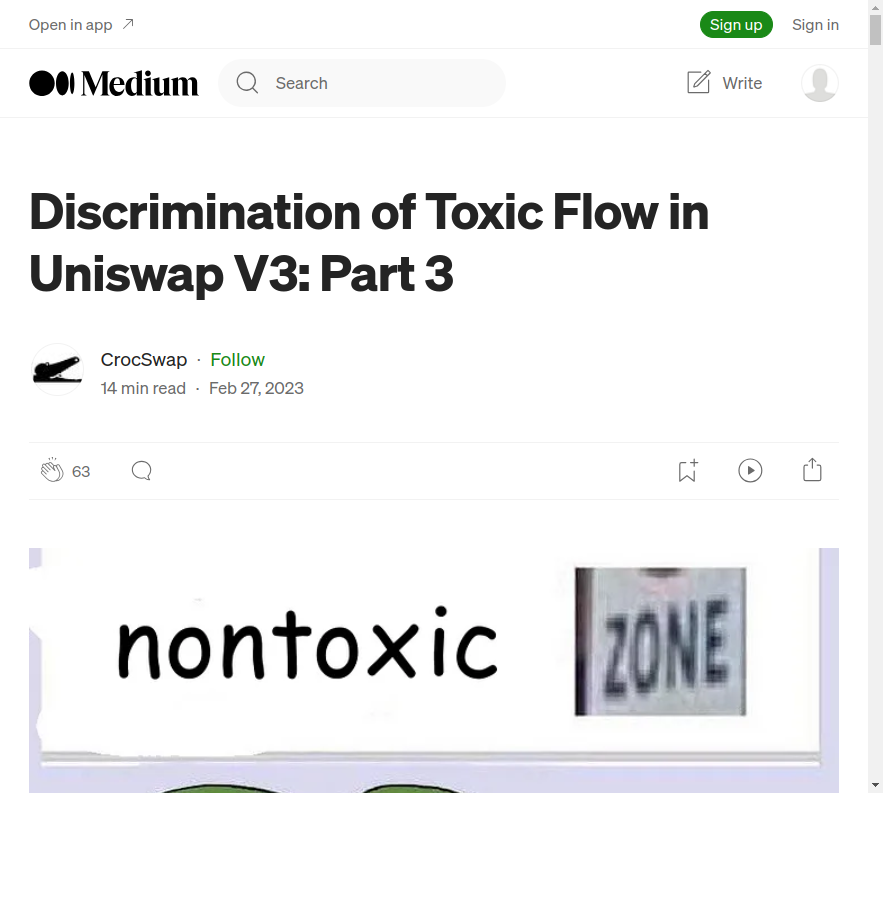 Open in app
Sign up
Sign in
Medium
Search
Write
Discrimination of Toxic Flow in
Uniswap V3: Part 3
CrocSwap · Follow
14 min read · Feb 27, 2023
63
nontoxic
ZONE